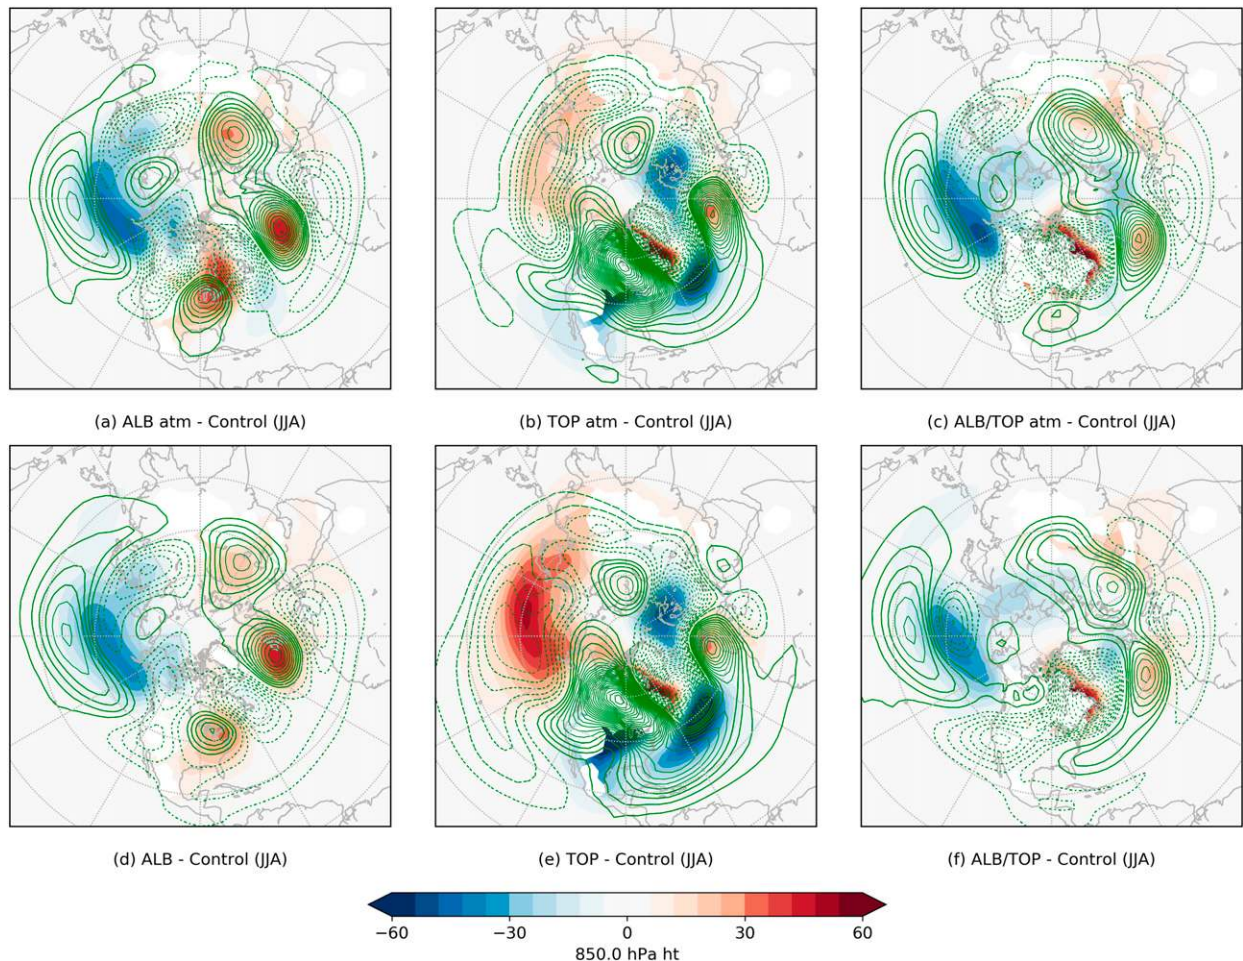 (a) ALB atm - Control (JJA)
(b) TOP atm - Control (JJA)
(c) ALB/TOP atm - Control (JJA)
(d) ALB - Control (JJA)
(e) TOP - Control (JJA)
(f) ALB/TOP - Control (JJA)
−60
−30
0
30
60
850.0 hPa ht